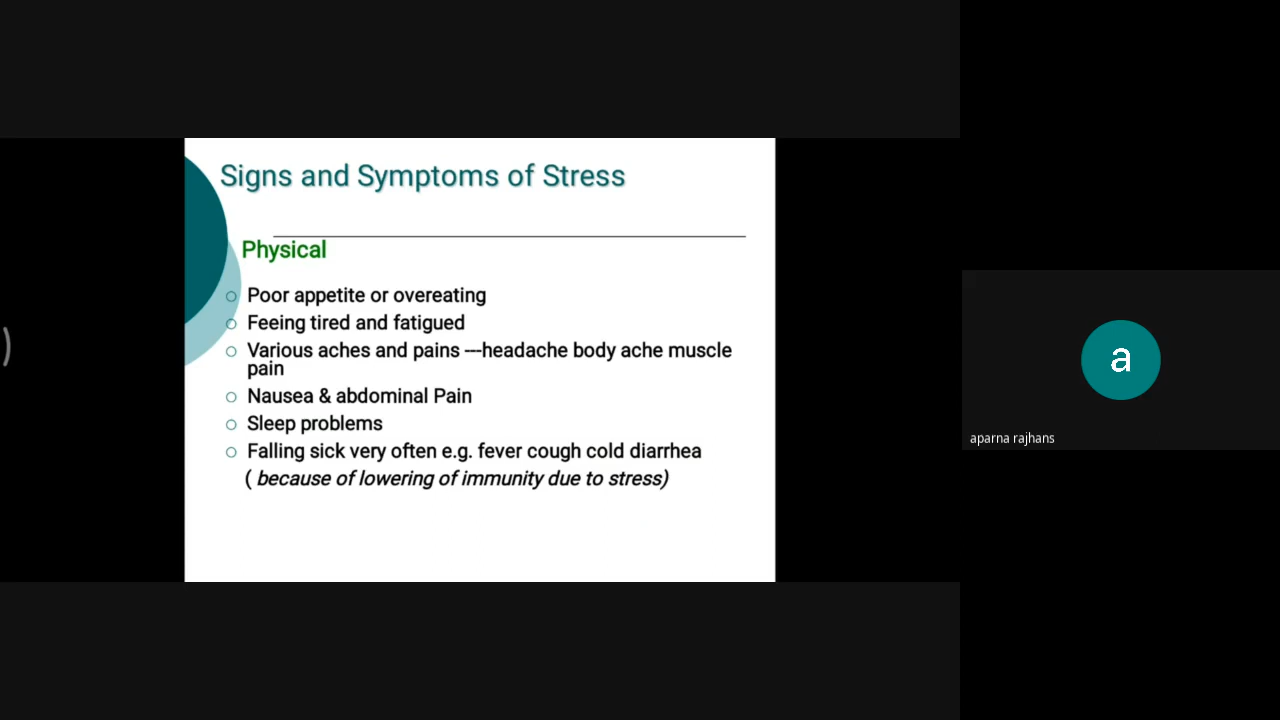 Signs and Symptoms of Stress
Physical
Poor appetite or overeating
Feeing tired and fatigued
Various aches and pains ---headache body ache muscle
pain
Nausea & abdominal Pain
Sleep problems
Falling sick very often e.g. fever cough cold diarrhea
( because of lowering of immunity due to stress)
a
aparna rajhans